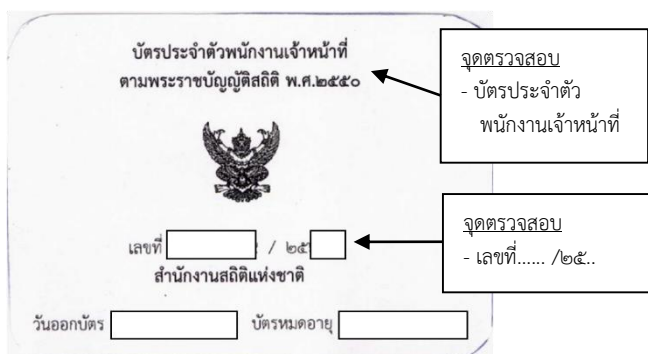 บัตรประจำตัวพนักงานเจ้าหน้าที่
ตามพระราชบัญญัติสถิติ พ.ศ.๒๕๕๐
เลขที่ / ๒๕
สำนักงานสถิติแห่งชาติ
วันออกบัตร บัตรหมดอายุ
จุดตรวจสอบ
- บัตรประจำตัว
พนักงานเจ้าหน้าที่
จุดตรวจสอบ
- เลขที่...... /๒๕..